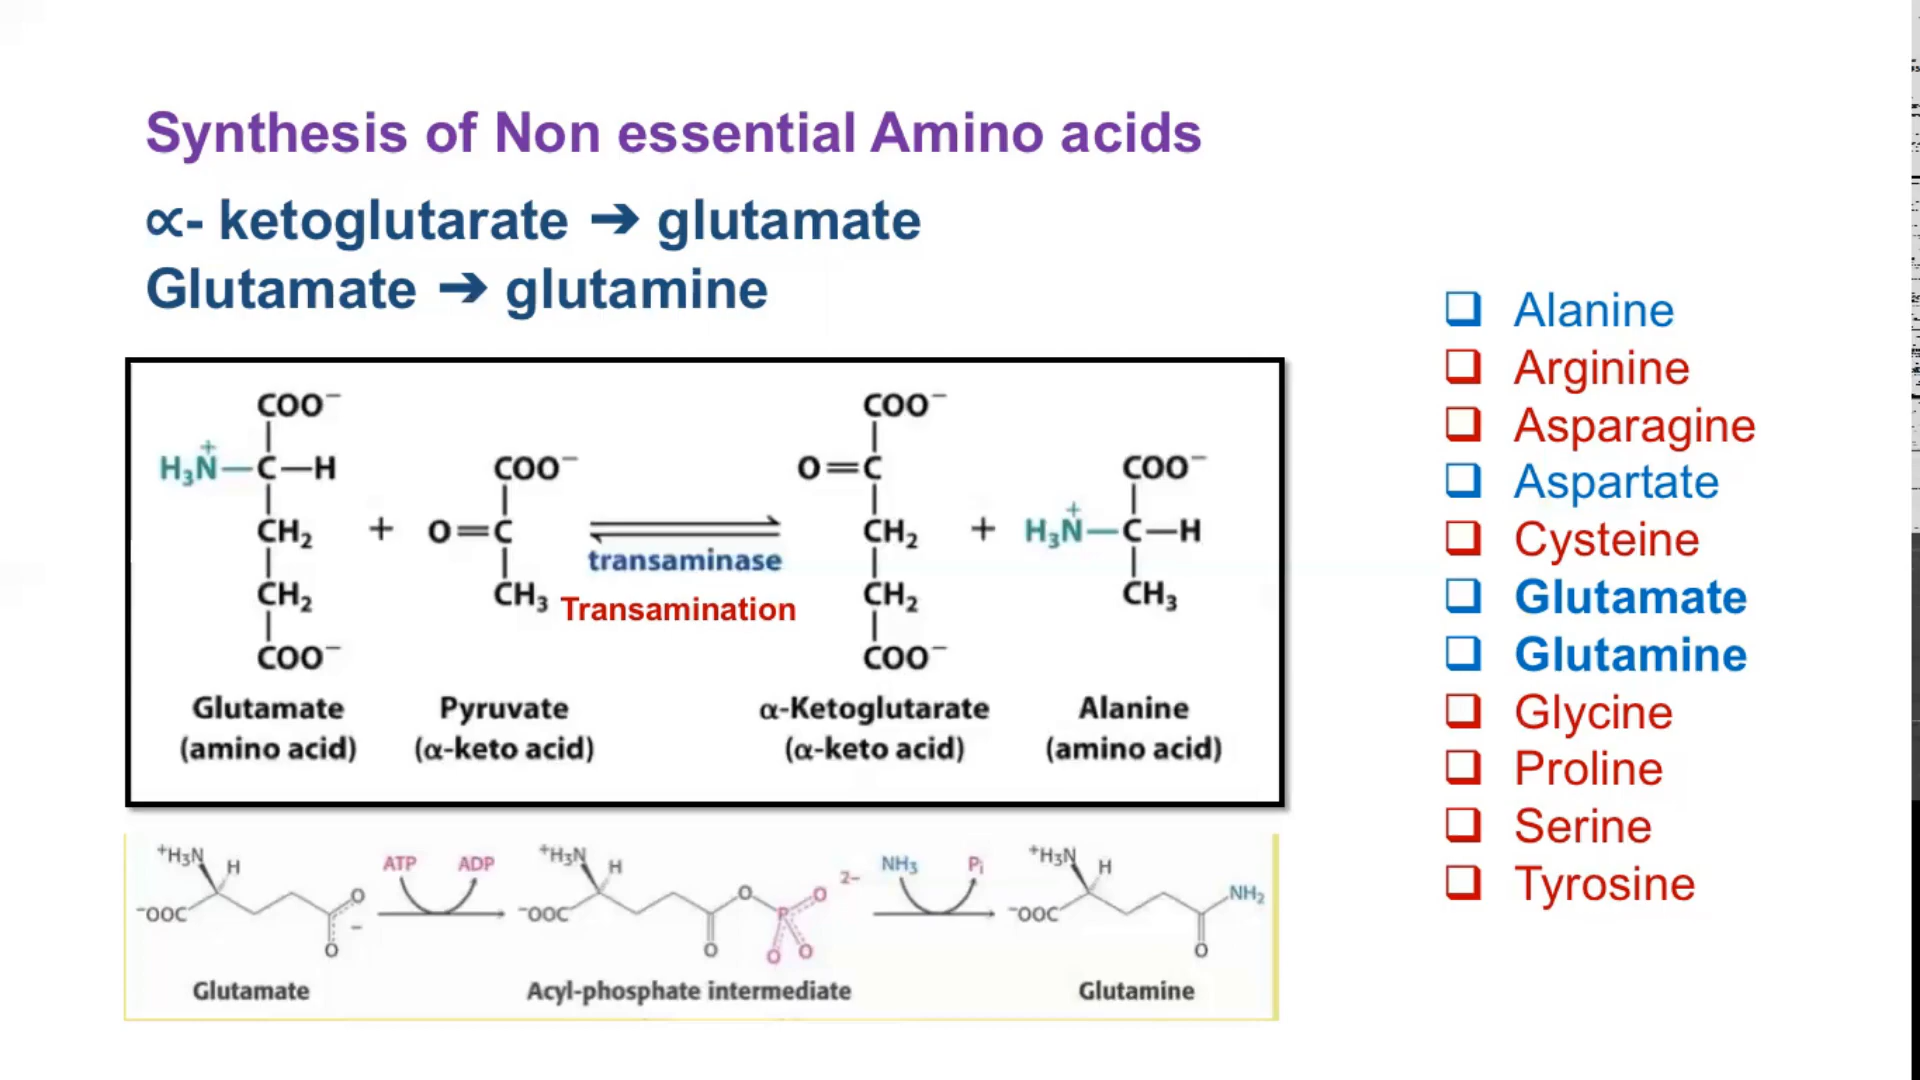 Synthesis of Non essential Amino acids
∝- ketoglutarate ➔ glutamate
Glutamate ➔ glutamine
COO⁻
H₃N⁺—C—H
CH₂
CH₂
COO⁻
Glutamate
(amino acid)
+
COO⁻
O=C
CH₃
Pyruvate
(α-keto acid)
transaminase
Transamination
COO⁻
O=C
CH₂
CH₂
COO⁻
α-Ketoglutarate
(α-keto acid)
+
COO⁻
H₃N⁺—C—H
CH₃
Alanine
(amino acid)
⁺H₃N H
⁻OOC O
− O
Glutamate
ATP ADP
⁺H₃N H
⁻OOC O O P O 2−
O O
Acyl-phosphate intermediate
NH₃ Pᵢ
⁺H₃N H
⁻OOC NH₂
O
Glutamine
❑ Alanine
❑ Arginine
❑ Asparagine
❑ Aspartate
❑ Cysteine
❑ Glutamate
❑ Glutamine
❑ Glycine
❑ Proline
❑ Serine
❑ Tyrosine